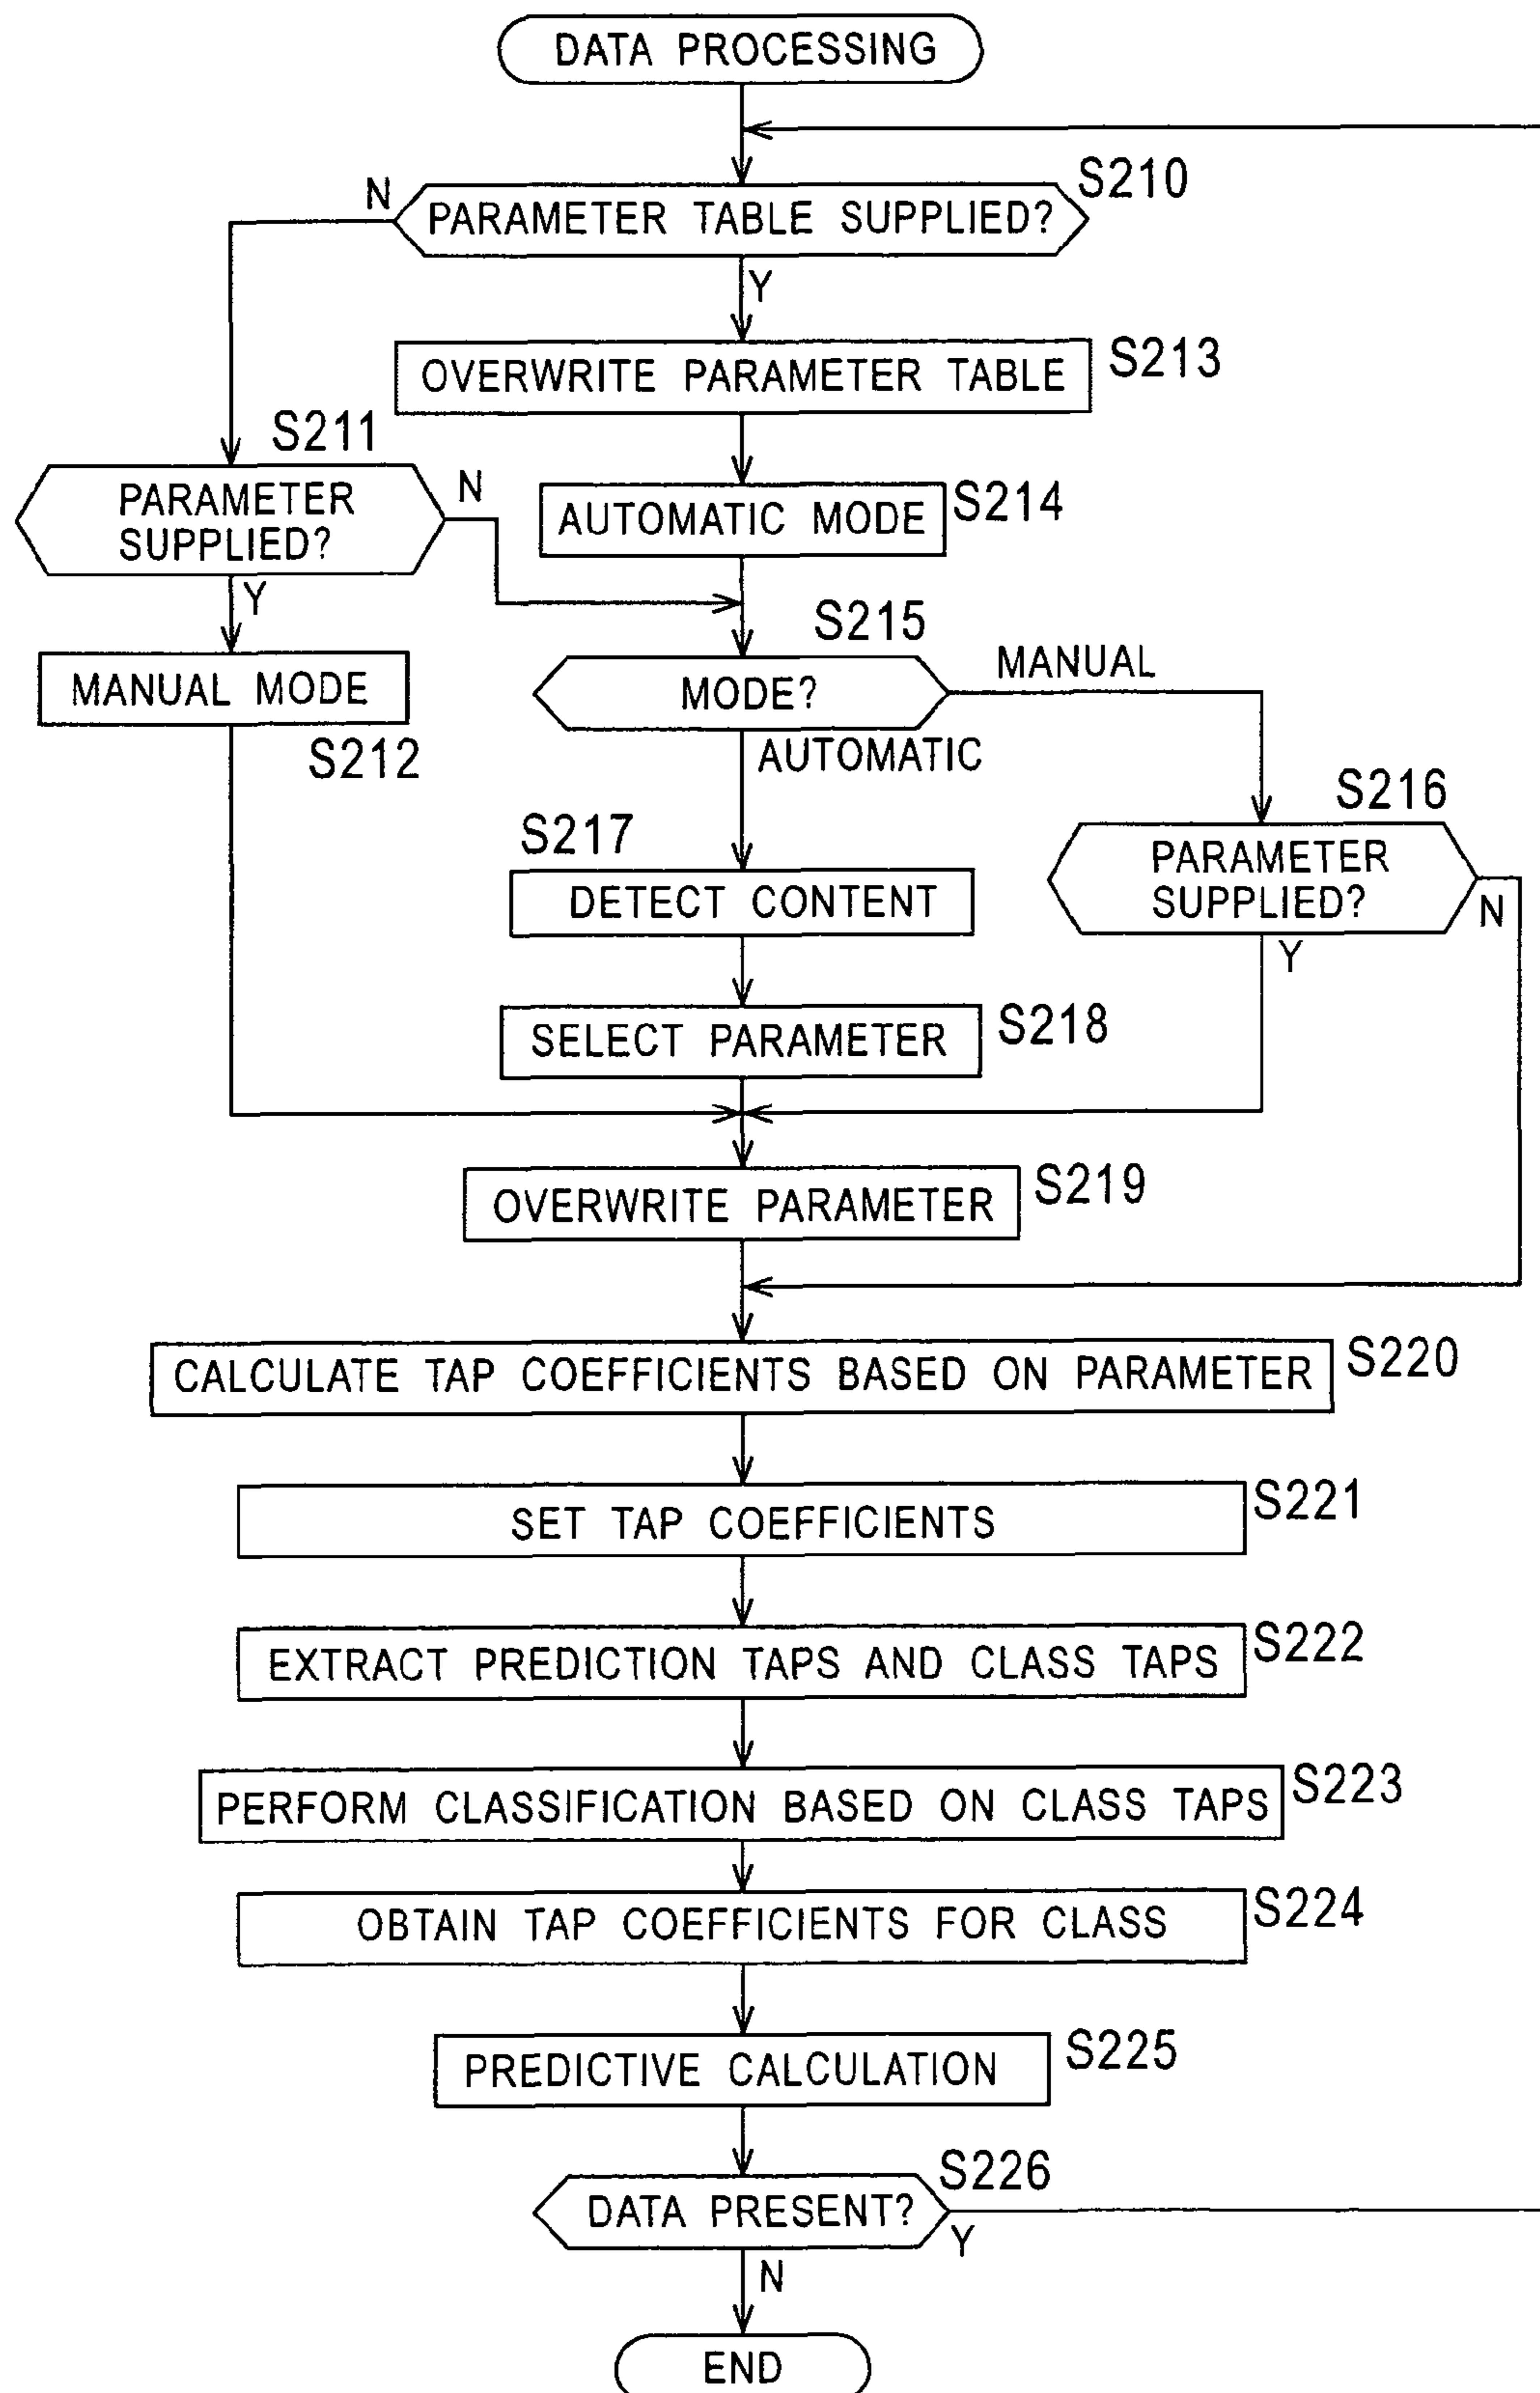 DATA PROCESSING
S210
N
PARAMETER TABLE SUPPLIED?
Y
S213
OVERWRITE PARAMETER TABLE
S211
PARAMETER
SUPPLIED?
N
S214
AUTOMATIC MODE
Y
S215
MANUAL
MANUAL MODE
MODE?
S212
AUTOMATIC
S216
S217
PARAMETER
SUPPLIED?
DETECT CONTENT
N
Y
S218
SELECT PARAMETER
S219
OVERWRITE PARAMETER
S220
CALCULATE TAP COEFFICIENTS BASED ON PARAMETER
S221
SET TAP COEFFICIENTS
S222
EXTRACT PREDICTION TAPS AND CLASS TAPS
S223
PERFORM CLASSIFICATION BASED ON CLASS TAPS
S224
OBTAIN TAP COEFFICIENTS FOR CLASS
S225
PREDICTIVE CALCULATION
S226
DATA PRESENT?
Y
N
END